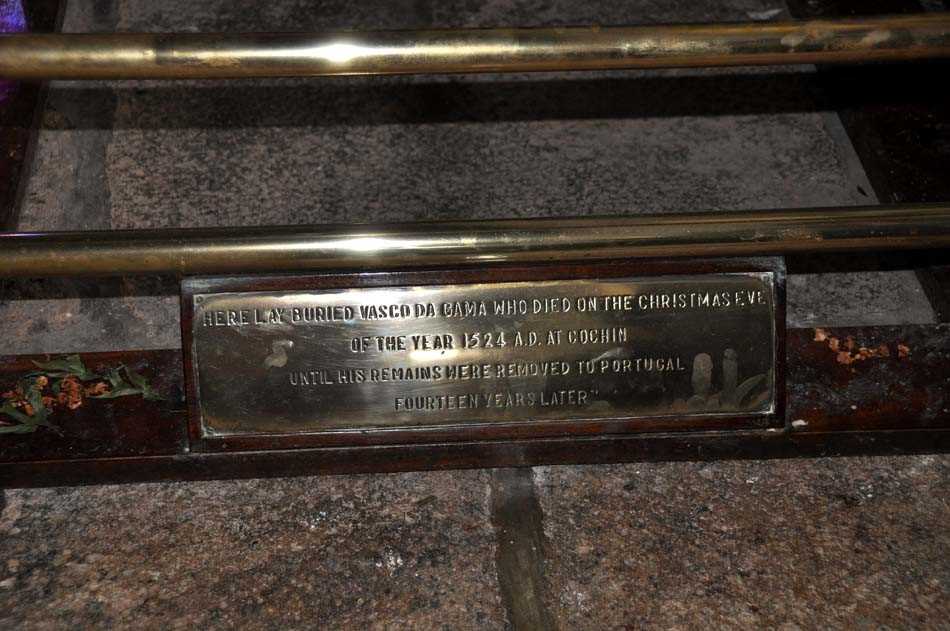 HERE LAY BURIED VASCO DA GAMA WHO DIED ON THE CHRISTMAS EVE
OF THE YEAR 1524 A.D. AT COCHIN
UNTIL HIS REMAINS WERE REMOVED TO PORTUGAL
FOURTEEN YEARS LATER"